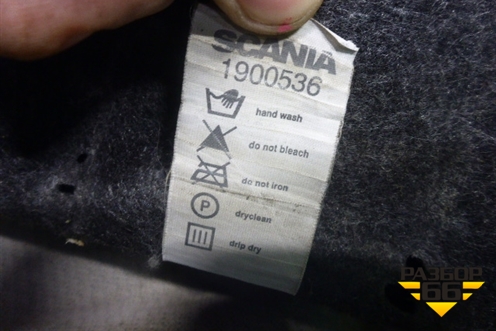 SCANIA
1900536
hand wash
do not bleach
do not iron
P
dryclean
drip dry
РАЗБОР
66